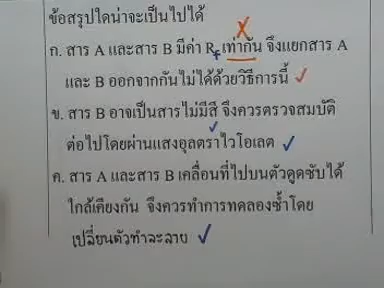 ข้อสรุปใดน่าจะเป็นไปได้
ก. สาร A และสาร B มีค่า Rf เท่ากัน จึงแยกสาร A
และ B ออกจากกันไม่ได้ด้วยวิธีการนี้
ข. สาร B อาจเป็นสารไม่มีสี จึงควรตรวจสมบัติ
ต่อไปโดยผ่านแสงอุลตราไวโอเลต
ค. สาร A และสาร B เคลื่อนที่ไปบนตัวดูดซับได้
ใกล้เคียงกัน จึงควรทำการทดลองซ้ำโดย
เปลี่ยนตัวทำละลาย